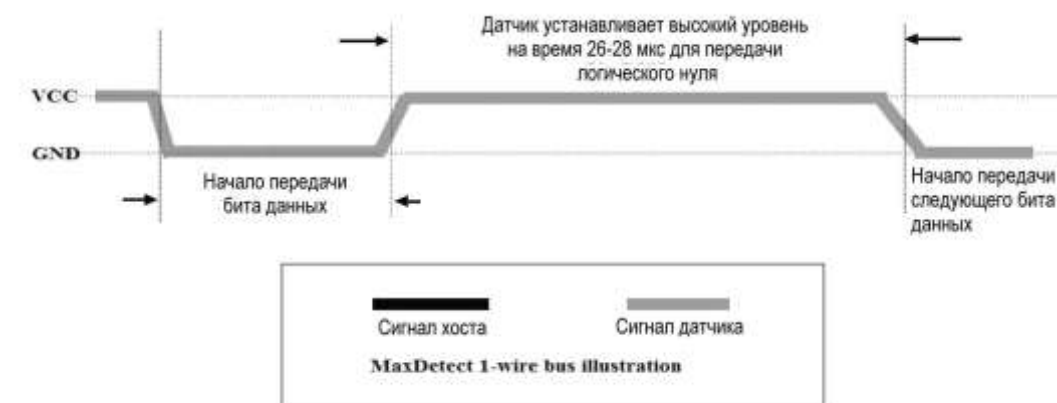 Датчик устанавливает высокий уровень
на время 26-28 мкс для передачи
логического нуля
VCC
GND
Начало передачи
бита данных
Начало передачи
следующего бита
данных
Сигнал хоста
Сигнал датчика
MaxDetect 1-wire bus illustration